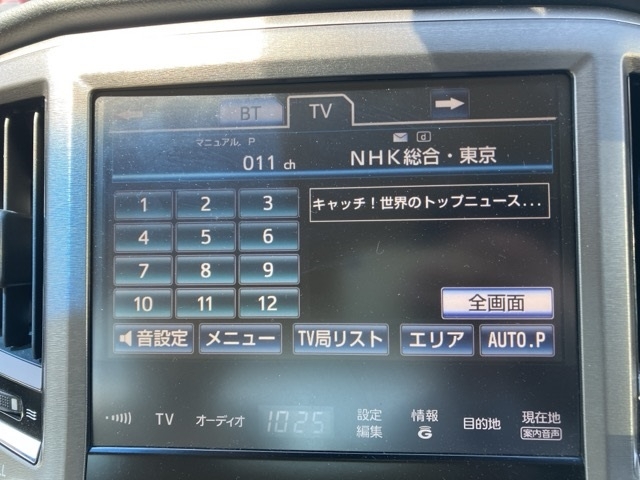 BT
TV
マニュアル. P
011 ch
d
NHK総合・東京
1
2
3
キャッチ！世界のトップニュース...
4
5
6
7
8
9
10
11
12
全画面
音設定
メニュー
TV局リスト
エリア
AUTO.P
TV
オーディオ
10:25
設定
編集
情報
G
目的地
現在地
案内音声